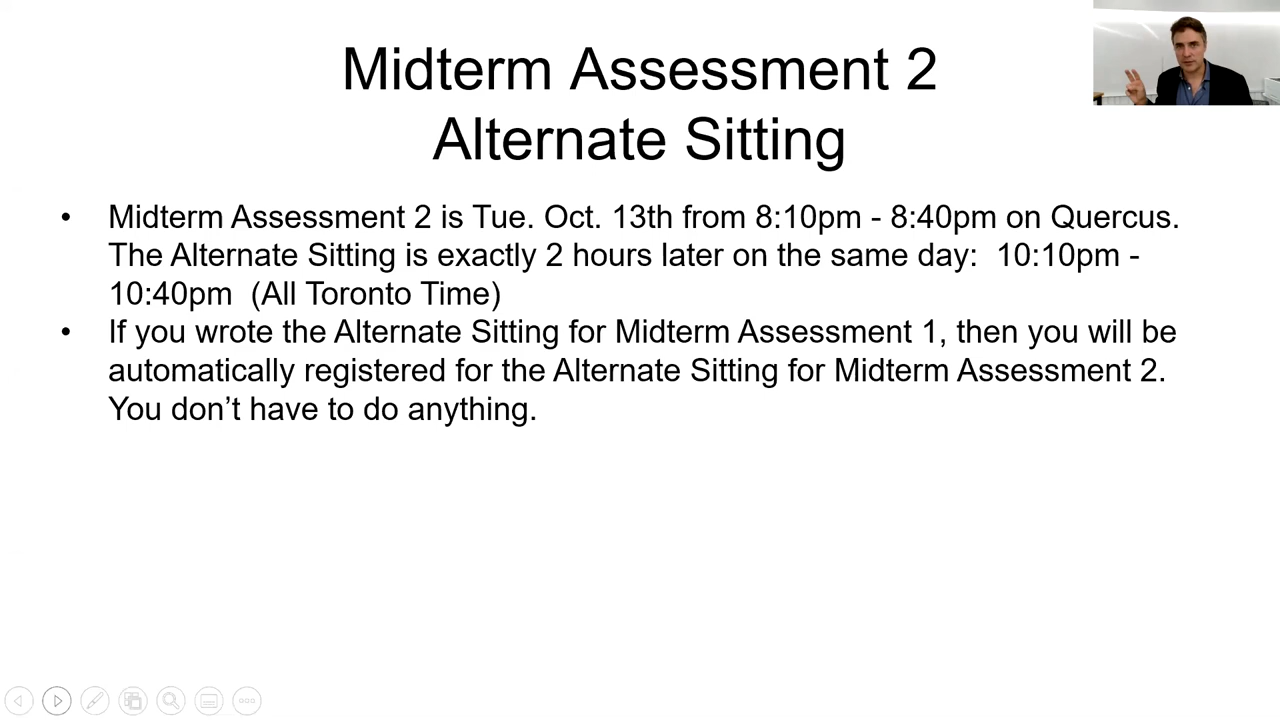 Midterm Assessment 2
Alternate Sitting
• Midterm Assessment 2 is Tue. Oct. 13th from 8:10pm - 8:40pm on Quercus.
The Alternate Sitting is exactly 2 hours later on the same day:  10:10pm -
10:40pm  (All Toronto Time)
• If you wrote the Alternate Sitting for Midterm Assessment 1, then you will be
automatically registered for the Alternate Sitting for Midterm Assessment 2.
You don’t have to do anything.